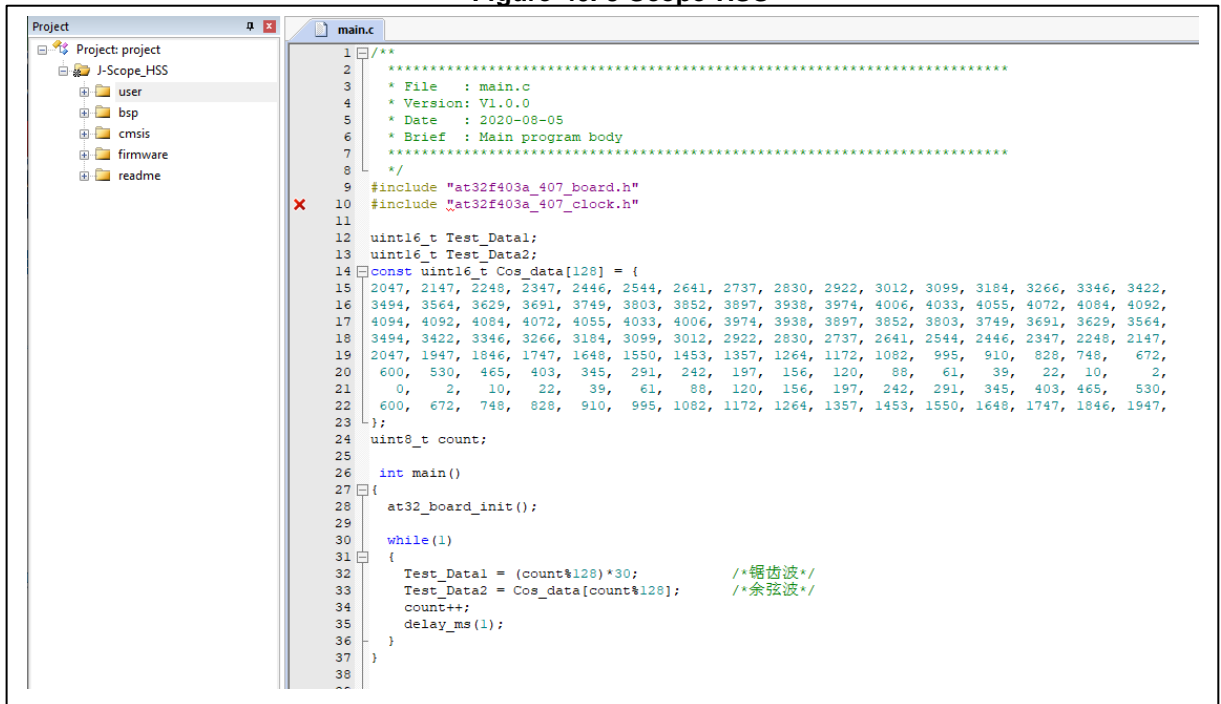 Figure J-Scope HSS
Project
Project: project
J-Scope_HSS
user
bsp
cmsis
firmware
readme
main.c
1 /**
2   ***************************************************************************
3   * File   : main.c
4   * Version: V1.0.0
5   * Date   : 2020-08-05
6   * Brief  : Main program body
7   ***************************************************************************
8   */
9 #include "at32f403a_407_board.h"
10 #include "at32f403a_407_clock.h"
11
12 uint16_t Test_Data1;
13 uint16_t Test_Data2;
14 const uint16_t Cos_data[128] = {
15 2047, 2147, 2248, 2347, 2446, 2544, 2641, 2737, 2830, 2922, 3012, 3099, 3184, 3266, 3346, 3422,
16 3494, 3564, 3629, 3691, 3749, 3803, 3852, 3897, 3938, 3974, 4006, 4033, 4055, 4072, 4084, 4092,
17 4094, 4092, 4084, 4072, 4055, 4033, 4006, 3974, 3938, 3897, 3852, 3803, 3749, 3691, 3629, 3564,
18 3494, 3422, 3346, 3266, 3184, 3099, 3012, 2922, 2830, 2737, 2641, 2544, 2446, 2347, 2248, 2147,
19 2047, 1947, 1846, 1747, 1648, 1550, 1453, 1357, 1264, 1172, 1082,  995,  910,  828, 748,   672,
20  600,  530,  465,  403,  345,  291,  242,  197,  156,  120,   88,   61,   39,   22,  10,     2,
21    0,    2,   10,   22,   39,   61,   88,  120,  156,  197,  242,  291,  345,  403, 465,   530,
22  600,  672,  748,  828,  910,  995, 1082, 1172, 1264, 1357, 1453, 1550, 1648, 1747, 1846, 1947,
23 };
24 uint8_t count;
25
26  int main()
27 {
28   at32_board_init();
29
30   while(1)
31   {
32     Test_Data1 = (count%128)*30;           /*锯齿波*/
33     Test_Data2 = Cos_data[count%128];      /*余弦波*/
34     count++;
35     delay_ms(1);
36   }
37 }
38